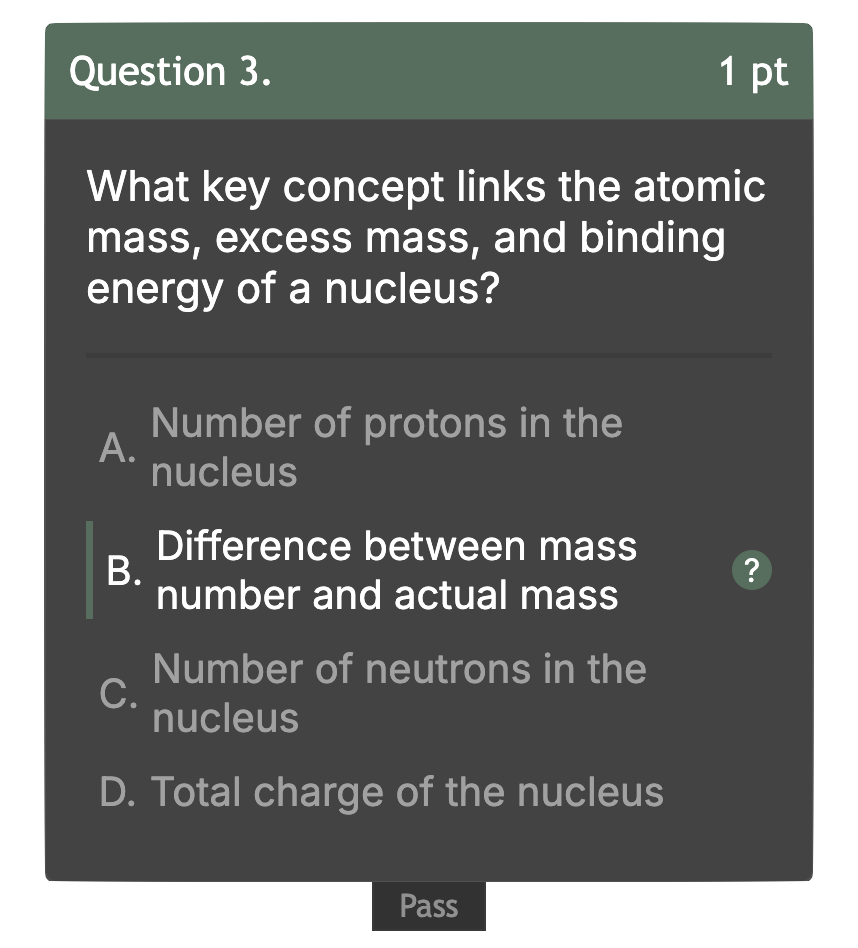 Question 3. 1 pt
What key concept links the atomic
mass, excess mass, and binding
energy of a nucleus?
A. Number of protons in the
nucleus
B. Difference between mass
number and actual mass
?
C. Number of neutrons in the
nucleus
D. Total charge of the nucleus
Pass